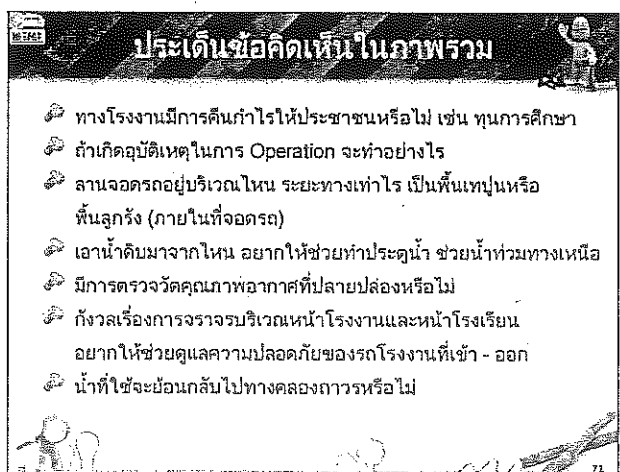 ประเด็นข้อคิดเห็นในภาพรวม
ทางโรงงานมีการคืนกำไรให้ประชาชนหรือไม่ เช่น ทุนการศึกษา
ถ้าเกิดอุบัติเหตุในการ Operation จะทำอย่างไร
ลานจอดรถอยู่บริเวณไหน ระยะทางเท่าไร เป็นพื้นเทปูนหรือ
พื้นลูกรัง (ภายในที่จอดรถ)
เอาน้ำดิบมาจากไหน อยากให้ช่วยทำประตูน้ำ ช่วยน้ำท่วมทางเหนือ
มีการตรวจวัดคุณภาพอากาศที่ปลายปล่องหรือไม่
กังวลเรื่องการจราจรบริเวณหน้าโรงงานและหน้าโรงเรียน
อยากให้ช่วยดูแลความปลอดภัยของรถโรงงานที่เข้า - ออก
น้ำที่ใช้จะย้อนกลับไปทางคลองถาวรหรือไม่
71